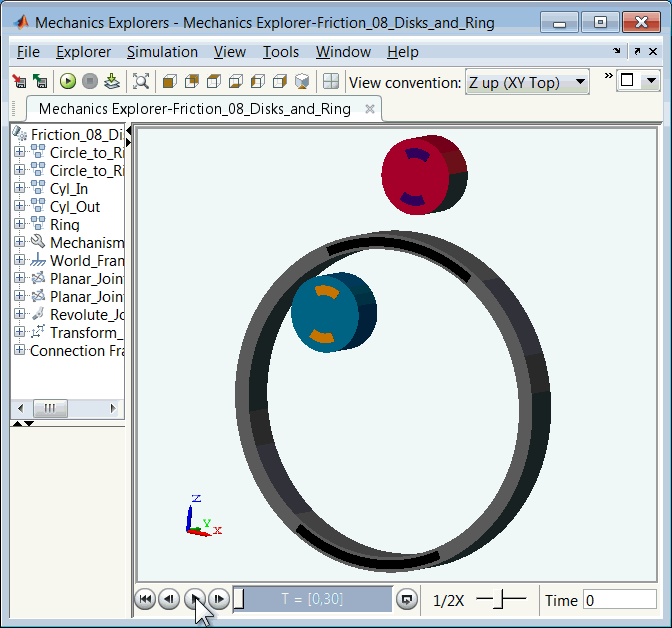 Mechanics Explorers - Mechanics Explorer-Friction_08_Disks_and_Ring
File Explorer Simulation View Tools Window Help
View convention: Z up (XY Top)
Mechanics Explorer-Friction_08_Disks_and_Ring
Friction_08_Di
Circle_to_Ri
Circle_to_Ri
Cyl_In
Cyl_Out
Ring
Mechanism
World_Fram
Planar_Join
Planar_Join
Revolute_Jo
Transform_
Connection Fra
Z
Y
X
T = [0,30]
1/2X
Time 0